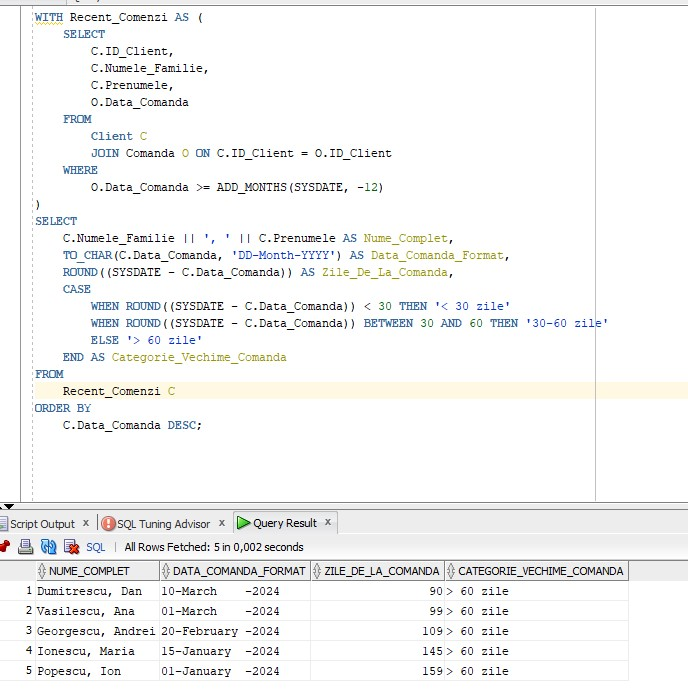 WITH Recent_Comenzi AS (
SELECT
C.ID_Client,
C.Numele_Familie,
C.Prenumele,
O.Data_Comanda
FROM
Client C
JOIN Comanda O ON C.ID_Client = O.ID_Client
WHERE
O.Data_Comanda >= ADD_MONTHS(SYSDATE, -12)
)
SELECT
C.Numele_Familie || ', ' || C.Prenumele AS Nume_Complet,
TO_CHAR(C.Data_Comanda, 'DD-Month-YYYY') AS Data_Comanda_Format,
ROUND((SYSDATE - C.Data_Comanda)) AS Zile_De_La_Comanda,
CASE
WHEN ROUND((SYSDATE - C.Data_Comanda)) < 30 THEN '< 30 zile'
WHEN ROUND((SYSDATE - C.Data_Comanda)) BETWEEN 30 AND 60 THEN '30-60 zile'
ELSE '> 60 zile'
END AS Categorie_Vechime_Comanda
FROM
Recent_Comenzi C
ORDER BY
C.Data_Comanda DESC;
Script Output x SQL Tuning Advisor x Query Result x
SQL | All Rows Fetched: 5 in 0,002 seconds
NUME_COMPLET DATA_COMANDA_FORMAT ZILE_DE_LA_COMANDA CATEGORIE_VECHIME_COMANDA
1 Dumitrescu, Dan 10-March -2024 90 > 60 zile
2 Vasilescu, Ana 01-March -2024 99 > 60 zile
3 Georgescu, Andrei 20-February -2024 109 > 60 zile
4 Ionescu, Maria 15-January -2024 145 > 60 zile
5 Popescu, Ion 01-January -2024 159 > 60 zile